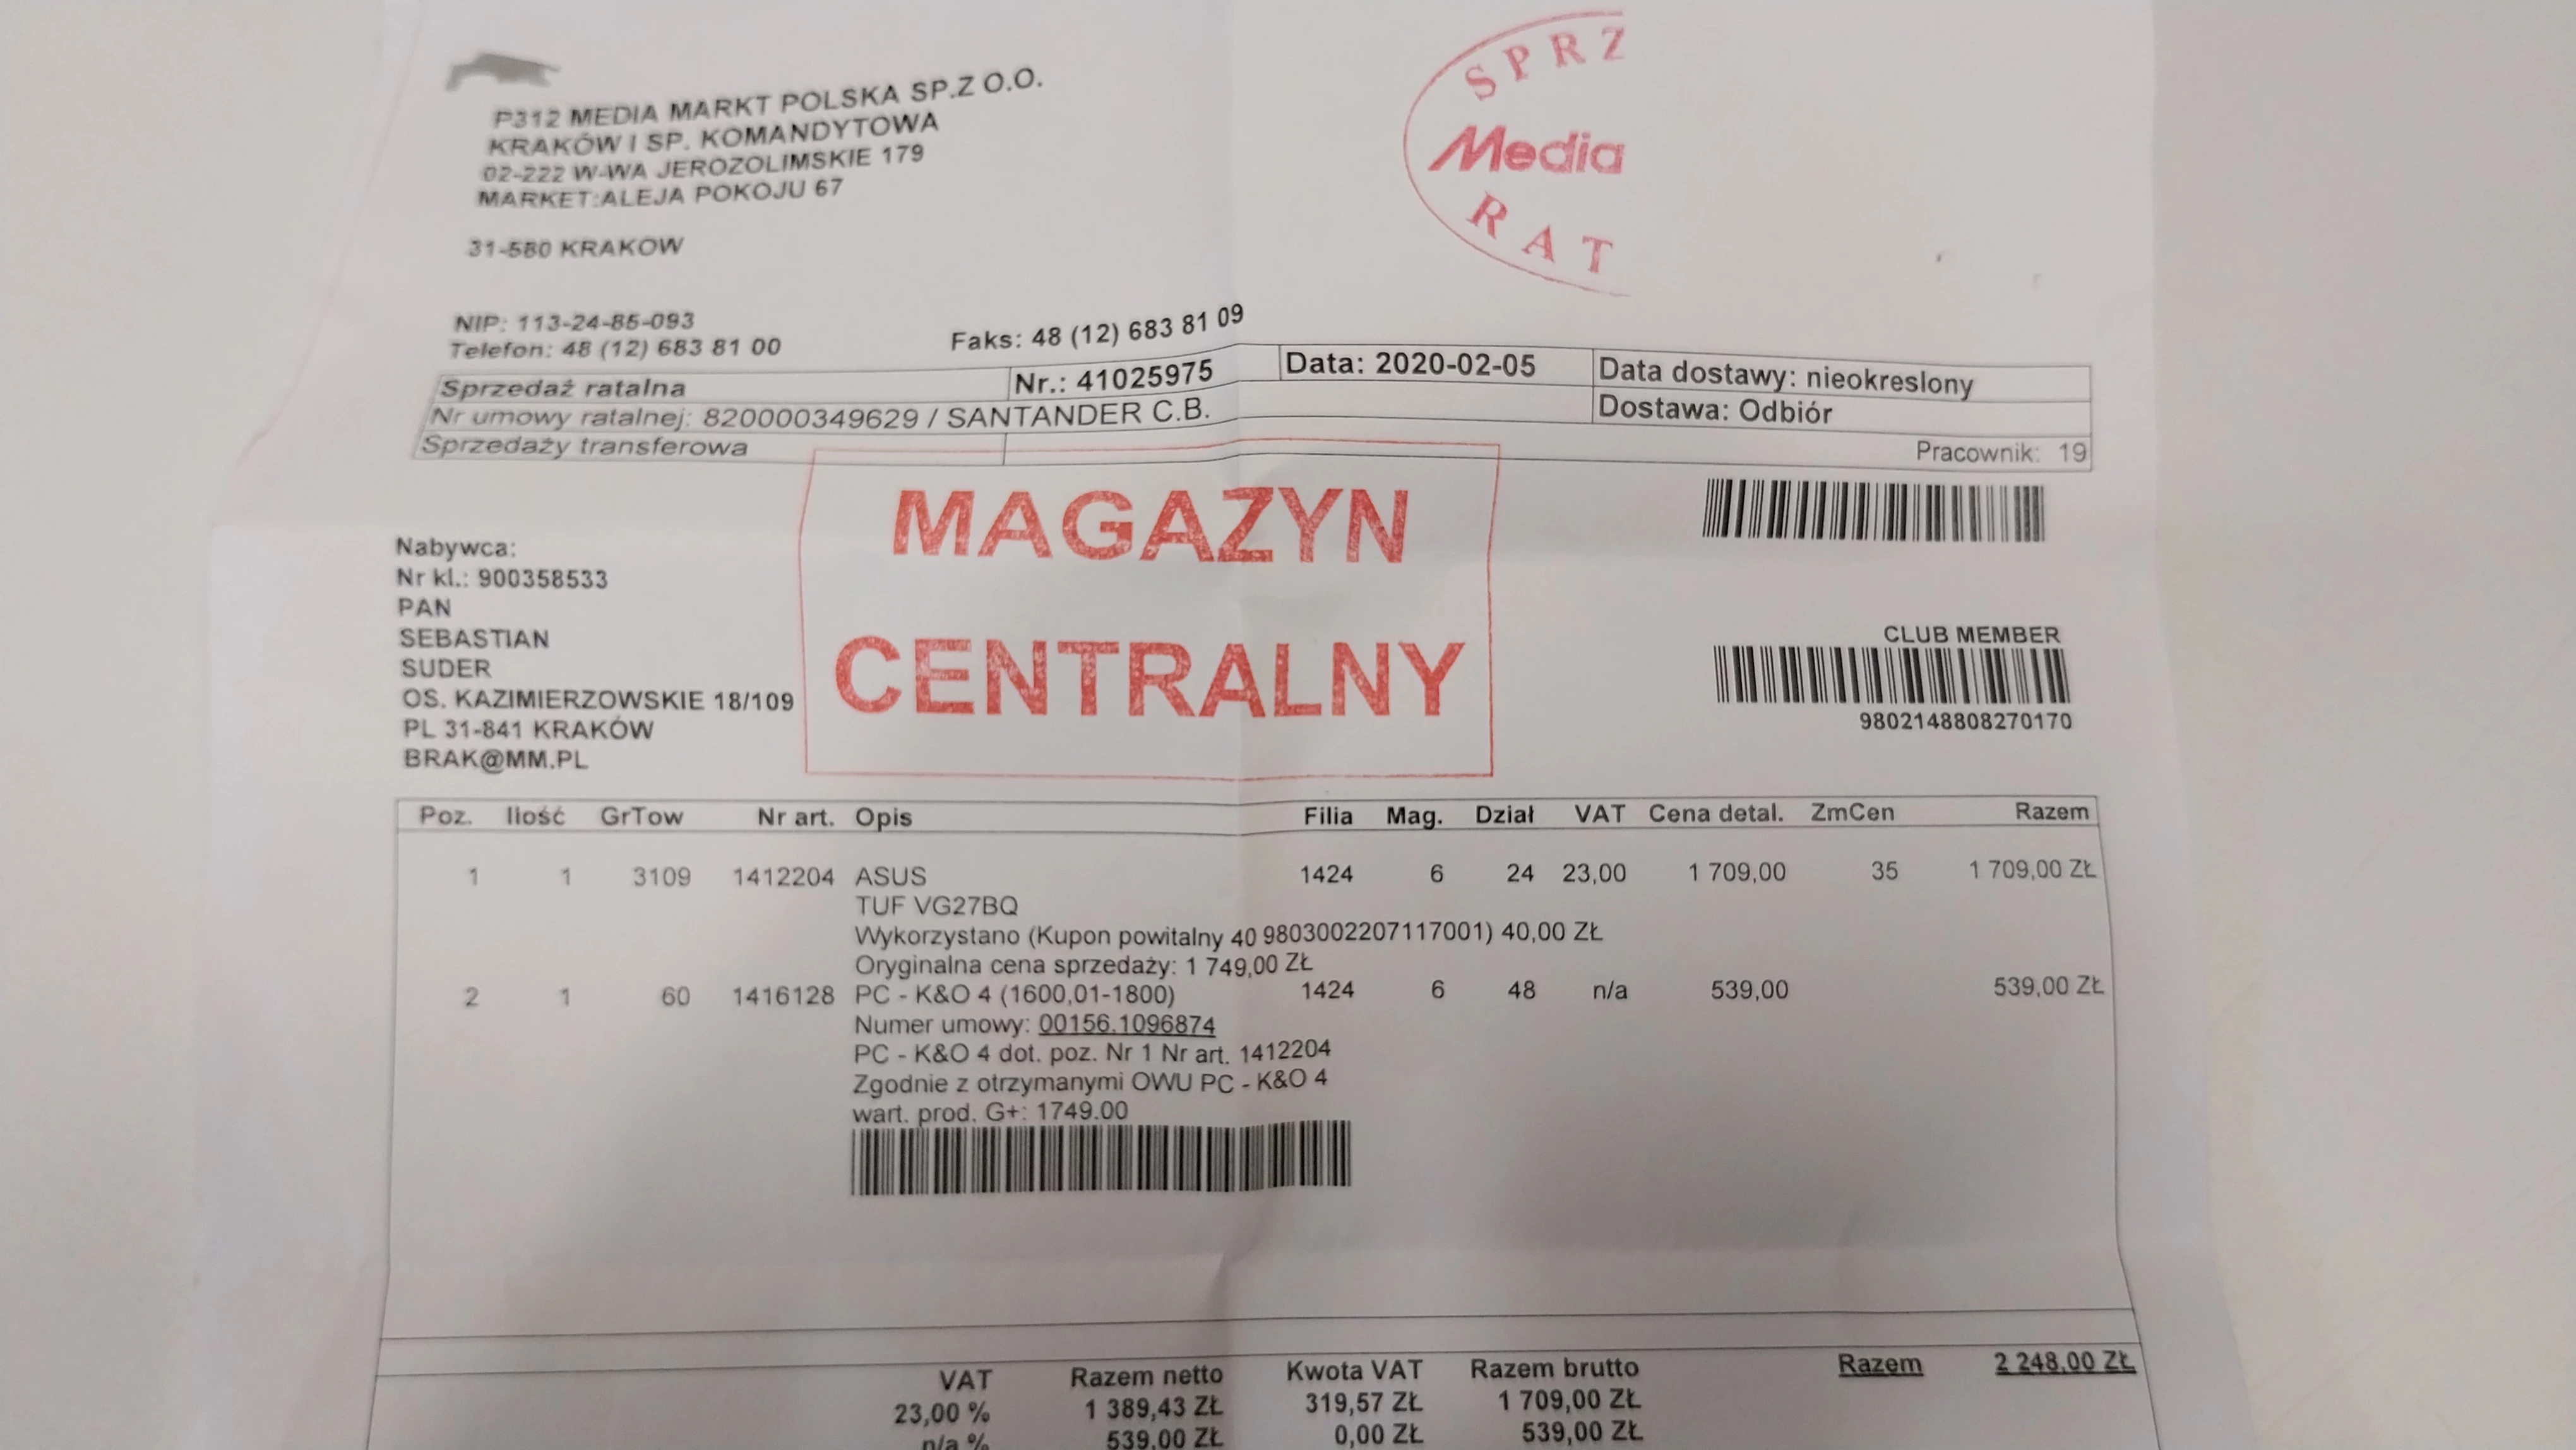 P312 MEDIA MARKT POLSKA SP.Z O.O.
KRAKÓW I SP. KOMANDYTOWA
02-222 W-WA JEROZOLIMSKIE 179
MARKET:ALEJA POKOJU 67
31-580 KRAKOW
SPRZ
Media
RAT
NIP: 113-24-85-093
Telefon: 48 (12) 683 81 00 Faks: 48 (12) 683 81 09
Sprzedaż ratalna Nr.: 41025975 Data: 2020-02-05 Data dostawy: nieokreslony
Nr umowy ratalnej: 820000349629 / SANTANDER C.B. Dostawa: Odbiór
Sprzedaży transferowa Pracownik: 19
MAGAZYN
CENTRALNY
Nabywca:
Nr kl.: 900358533
PAN
SEBASTIAN
SUDER
OS. KAZIMIERZOWSKIE 18/109
PL 31-841 KRAKÓW
BRAK@MM.PL
CLUB MEMBER
9802148808270170
Poz. Ilość GrTow Nr art. Opis Filia Mag. Dział VAT Cena detal. ZmCen Razem
1 1 3109 1412204 ASUS 1424 6 24 23,00 1 709,00 35 1 709,00 ZŁ
TUF VG27BQ
Wykorzystano (Kupon powitalny 40 9803002207117001) 40,00 ZŁ
Oryginalna cena sprzedaży: 1 749,00 ZŁ
2 1 60 1416128 PC - K&O 4 (1600,01-1800) 1424 6 48 n/a 539,00 539,00 ZŁ
Numer umowy: 00156.1096874
PC - K&O 4 dot. poz. Nr 1 Nr art. 1412204
Zgodnie z otrzymanymi OWU PC - K&O 4
wart. prod. G+: 1749.00
VAT Razem netto Kwota VAT Razem brutto Razem 2 248,00 ZŁ
23,00 % 1 389,43 ZŁ 319,57 ZŁ 1 709,00 ZŁ
n/a % 539,00 ZŁ 0,00 ZŁ 539,00 ZŁ